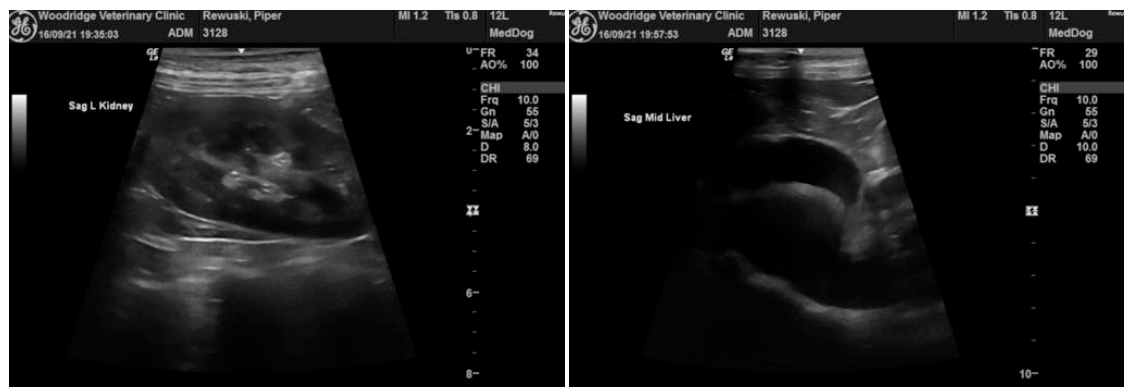 Woodridge Veterinary Clinic Rewuski, Piper MI 1.2 TIs 0.8 12L Rewu
16/09/21 19:35:03 ADM 3128 MedDog
FR 34
AO% 100
CHI
Frq 10.0
Gn 55
S/A 5/3
Map A/0
D 8.0
DR 69
Sag L Kidney
0
2
4
6
8
Woodridge Veterinary Clinic Rewuski, Piper MI 1.2 TIs 0.8 12L Rew
16/09/21 19:57:53 ADM 3128 MedDog
FR 29
AO% 100
CHI
Frq 10.0
Gn 55
S/A 5/3
Map A/0
D 10.0
DR 69
Sag Mid Liver
10